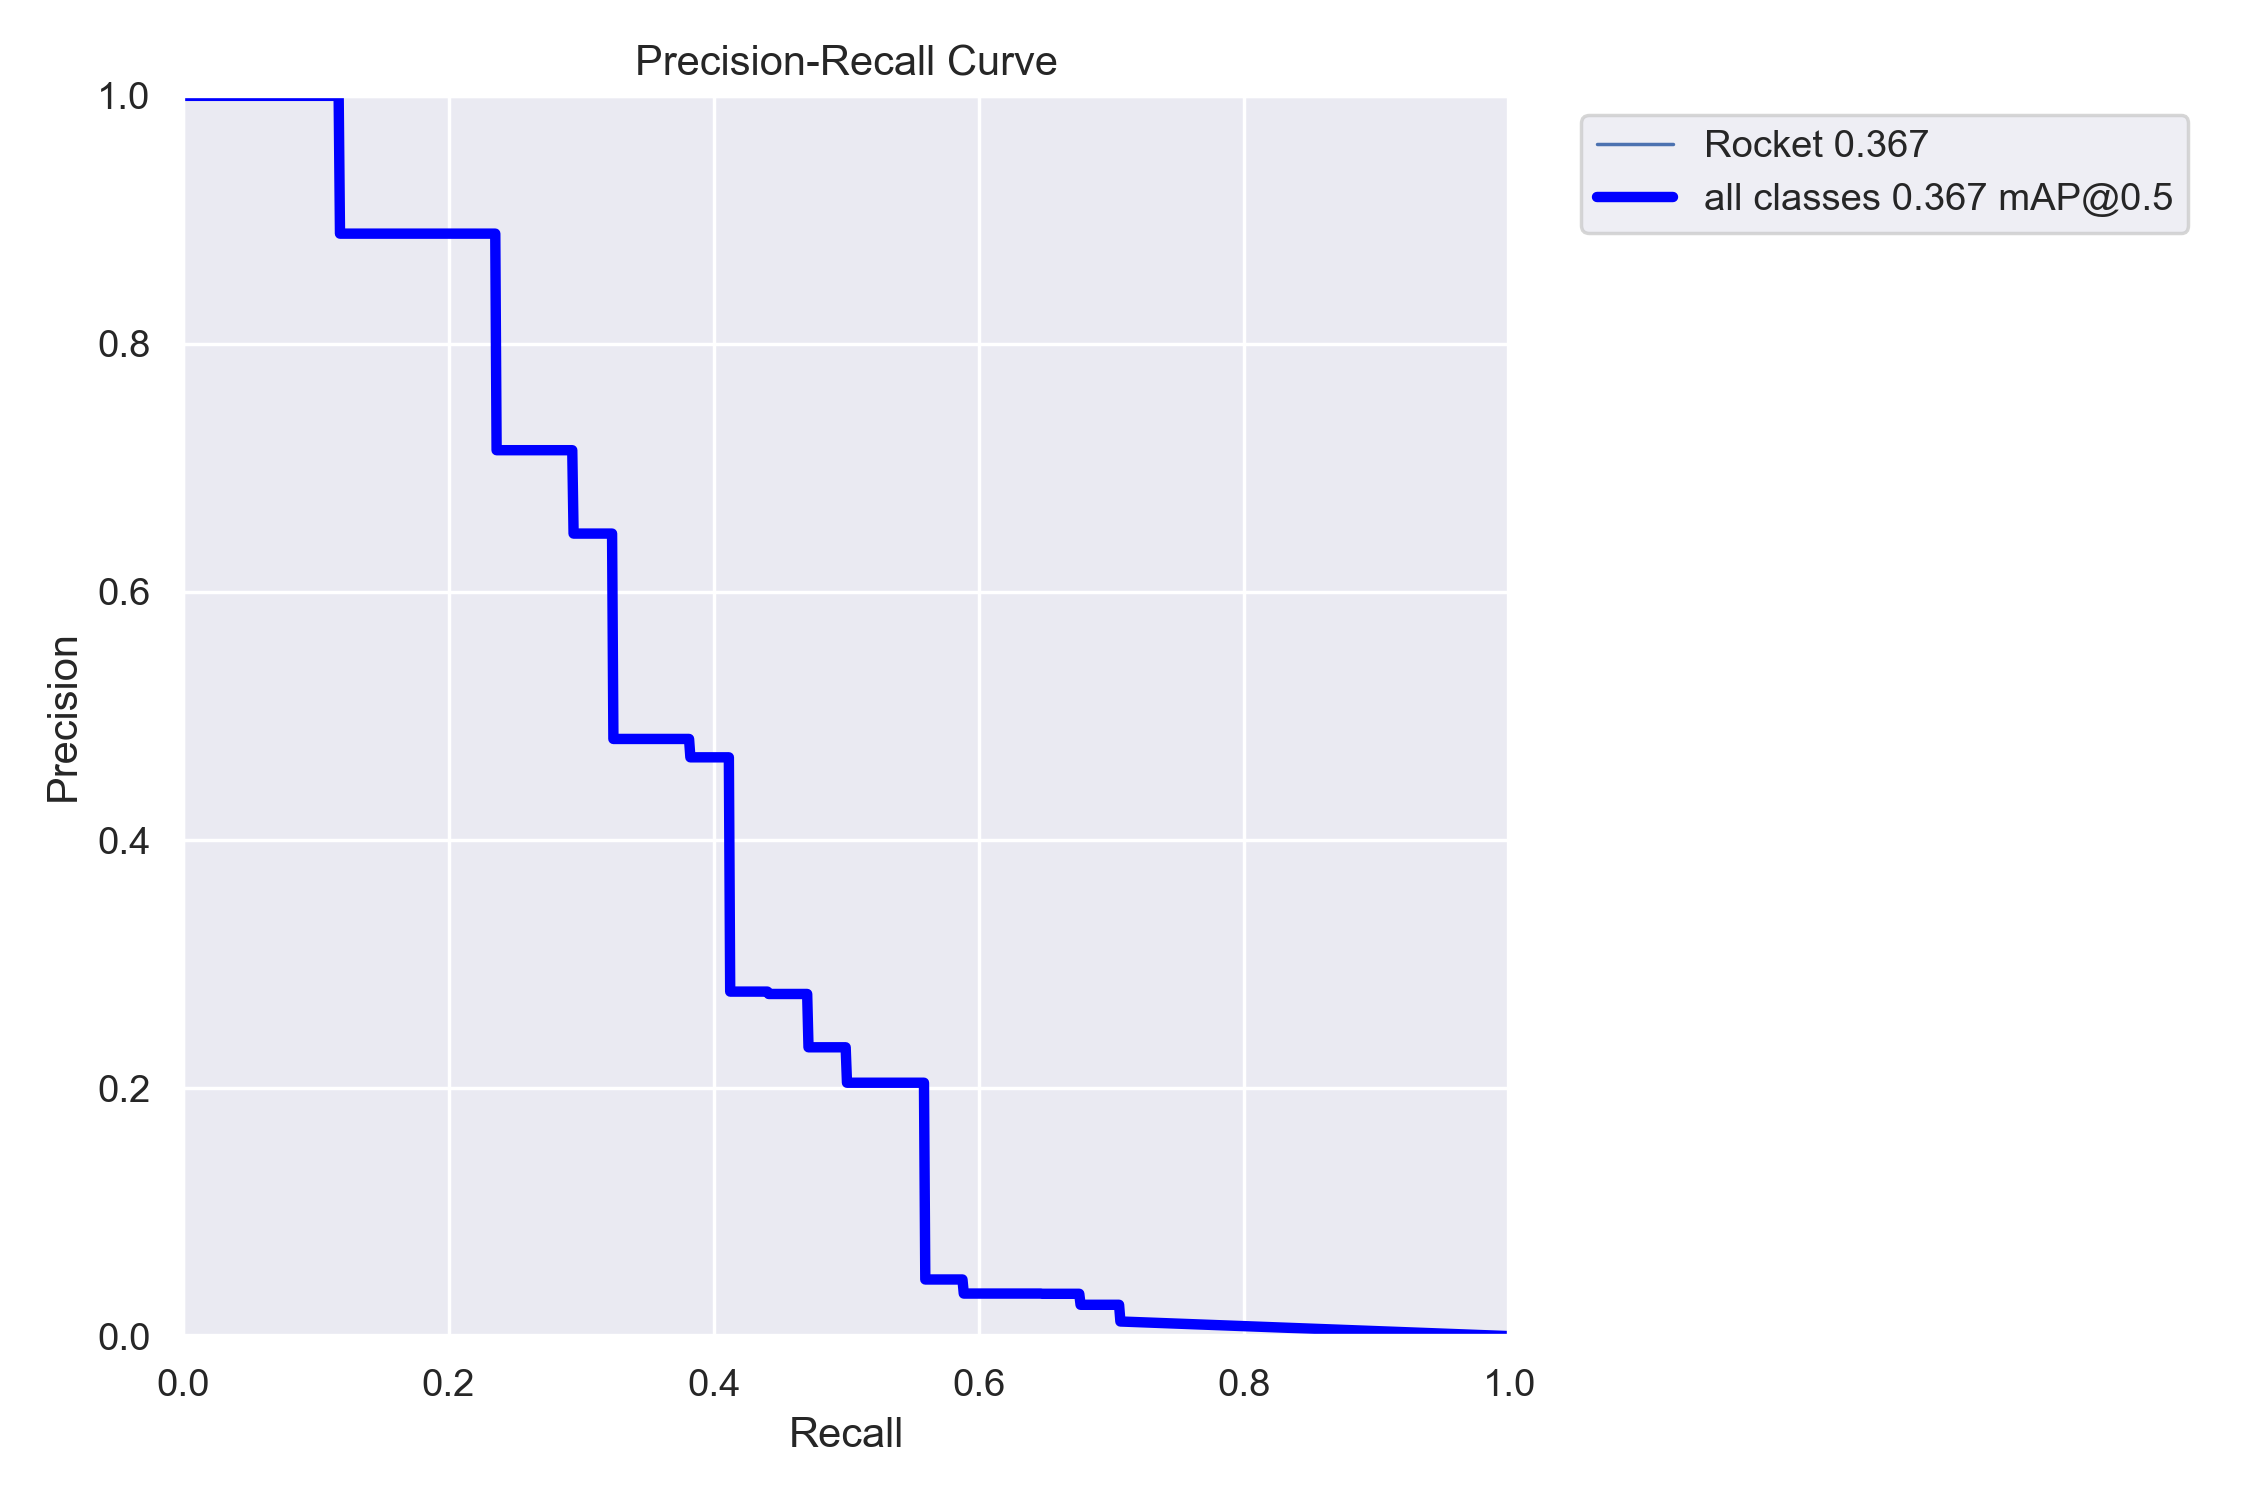 Precision-Recall Curve
1.0
0.8
0.6
0.4
0.2
0.0
Precision
0.0 0.2 0.4 0.6 0.8 1.0
Recall
Rocket 0.367
all classes 0.367 mAP@0.5